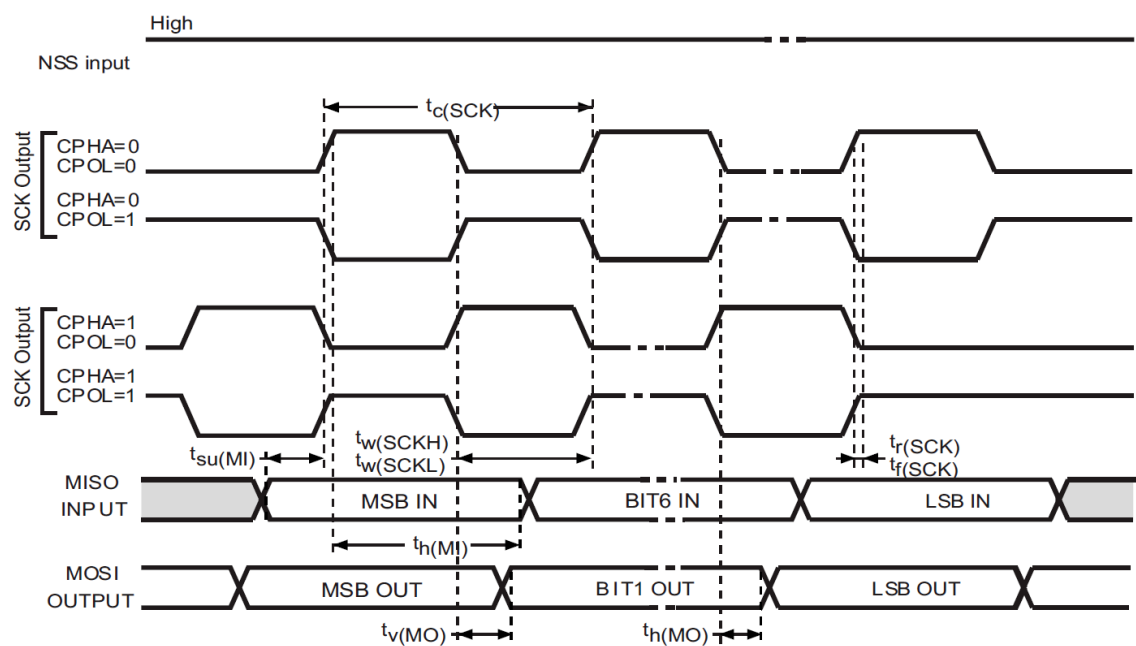 High
NSS input
tc(SCK)
SCK Output
CPHA=0
CPOL=0
CPHA=0
CPOL=1
SCK Output
CPHA=1
CPOL=0
CPHA=1
CPOL=1
tsu(MI)
tw(SCKH)
tw(SCKL)
tr(SCK)
tf(SCK)
MISO
INPUT
MSB IN
BIT6 IN
LSB IN
th(MI)
MOSI
OUTPUT
MSB OUT
BIT1 OUT
LSB OUT
tv(MO)
th(MO)